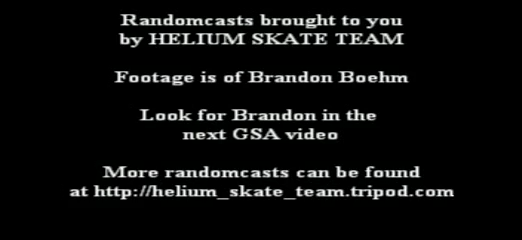 Randomcasts brought to you
by HELIUM SKATE TEAM
Footage is of Brandon Boehm
Look for Brandon in the
next GSA video
More randomcasts can be found
at http://helium_skate_team.tripod.com